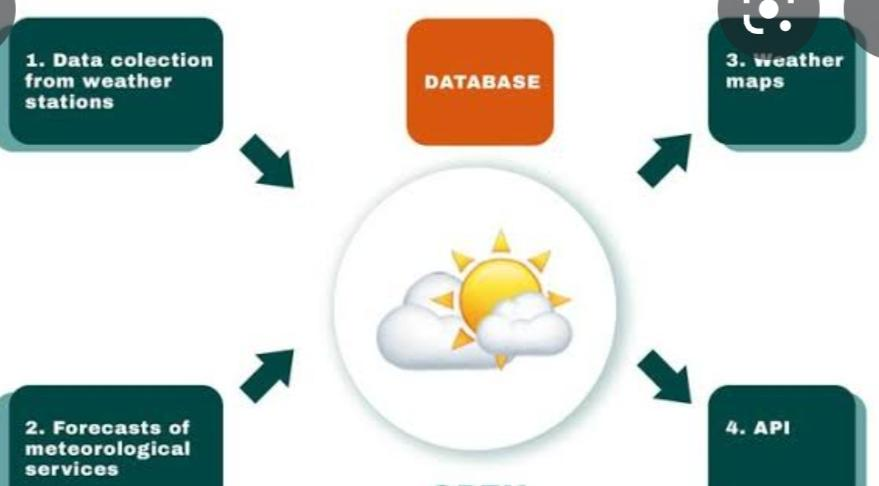 1. Data colection
from weather
stations
DATABASE
3. Weather
maps
2. Forecasts of
meteorological
services
4. API